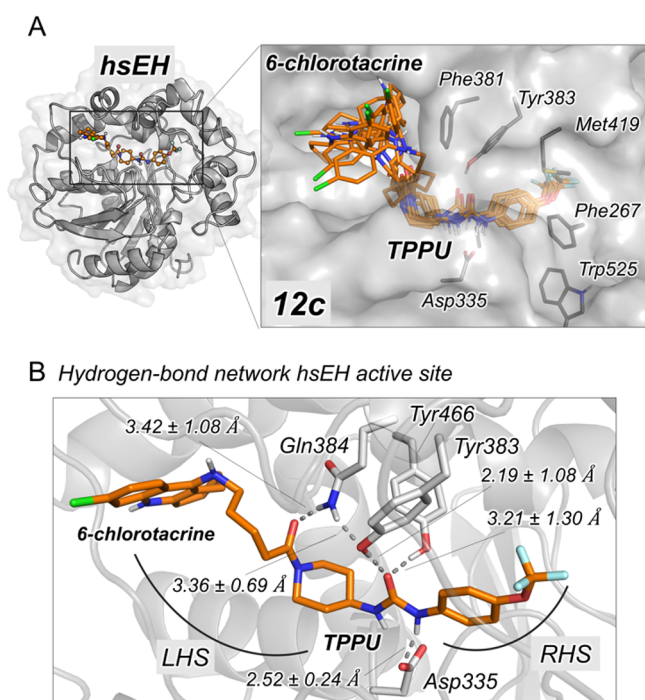 A
hsEH
6-chlorotacrine
Phe381
Tyr383
Met419
TPPU
Phe267
Trp525
Asp335
12c
B Hydrogen-bond network hsEH active site
3.42 ± 1.08 Å
Gln384
Tyr466
Tyr383
2.19 ± 1.08 Å
3.21 ± 1.30 Å
6-chlorotacrine
3.36 ± 0.69 Å
LHS
TPPU
2.52 ± 0.24 Å
Asp335
RHS